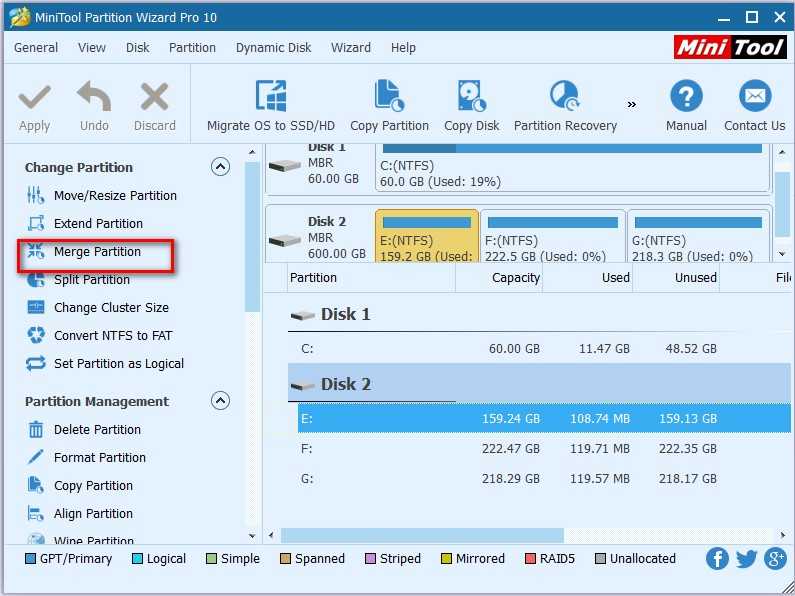 MiniTool Partition Wizard Pro 10
General View Disk Partition Dynamic Disk Wizard Help
Mini Tool
Apply Undo Discard Migrate OS to SSD/HD Copy Partition Copy Disk Partition Recovery » Manual Contact Us
Change Partition
Move/Resize Partition
Extend Partition
Merge Partition
Split Partition
Change Cluster Size
Convert NTFS to FAT
Set Partition as Logical
Partition Management
Delete Partition
Format Partition
Copy Partition
Align Partition
Wipe Partition
Disk 1
MBR
60.00 GB
C:(NTFS)
60.0 GB (Used: 19%)
Disk 2
MBR
600.00 GB
E:(NTFS)
159.2 GB (Used:
F:(NTFS)
222.5 GB (Used: 0%)
G:(NTFS)
218.3 GB (Used: 0%)
Partition Capacity Used Unused File
Disk 1
C: 60.00 GB 11.47 GB 48.52 GB
Disk 2
E: 159.24 GB 108.74 MB 159.13 GB
F: 222.47 GB 119.71 MB 222.35 GB
G: 218.29 GB 119.57 MB 218.17 GB
GPT/Primary Logical Simple Spanned Striped Mirrored RAID5 Unallocated
f g+